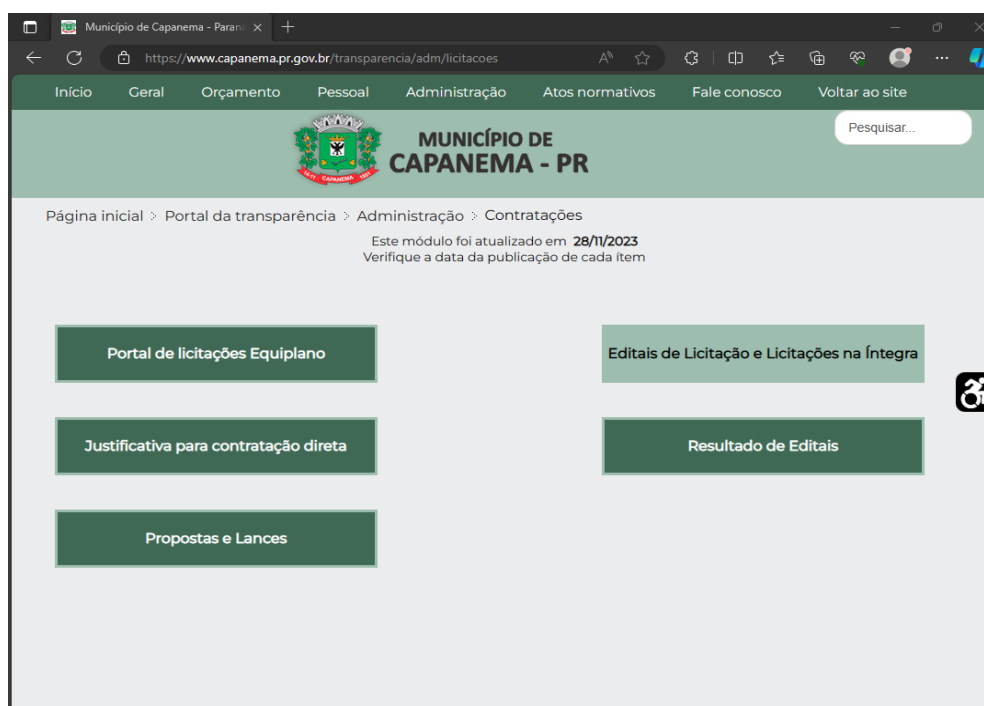 Município de Capanema - Paran
https://www.capanema.pr.gov.br/transparencia/adm/licitacoes
Início Geral Orçamento Pessoal Administração Atos normativos Fale conosco Voltar ao site
MUNICÍPIO DE
CAPANEMA - PR
Pesquisar...
CAPANEMA
Página inicial > Portal da transparência > Administração > Contratações
Este módulo foi atualizado em 28/11/2023
Verifique a data da publicação de cada ítem
Portal de licitações Equiplano
Editais de Licitação e Licitações na Íntegra
Justificativa para contratação direta
Resultado de Editais
Propostas e Lances